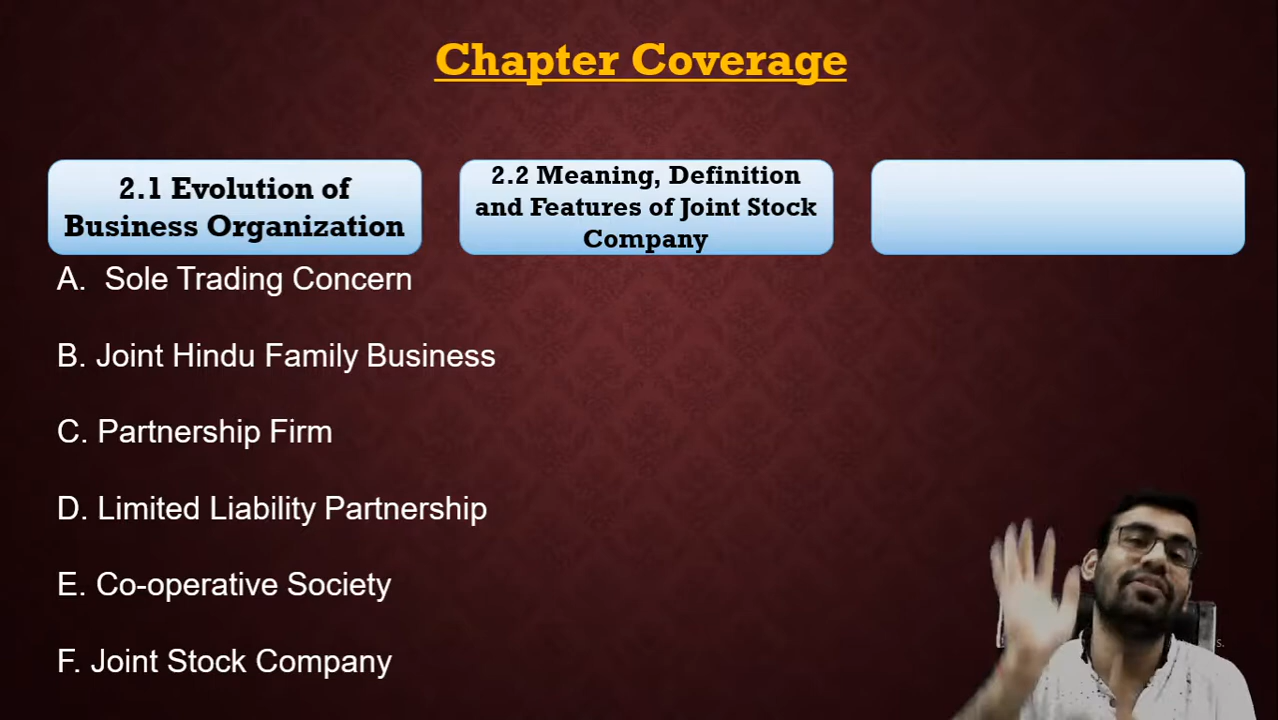 Chapter Coverage
2.1 Evolution of
Business Organization
2.2 Meaning, Definition
and Features of Joint Stock
Company
A. Sole Trading Concern
B. Joint Hindu Family Business
C. Partnership Firm
D. Limited Liability Partnership
E. Co-operative Society
F. Joint Stock Company